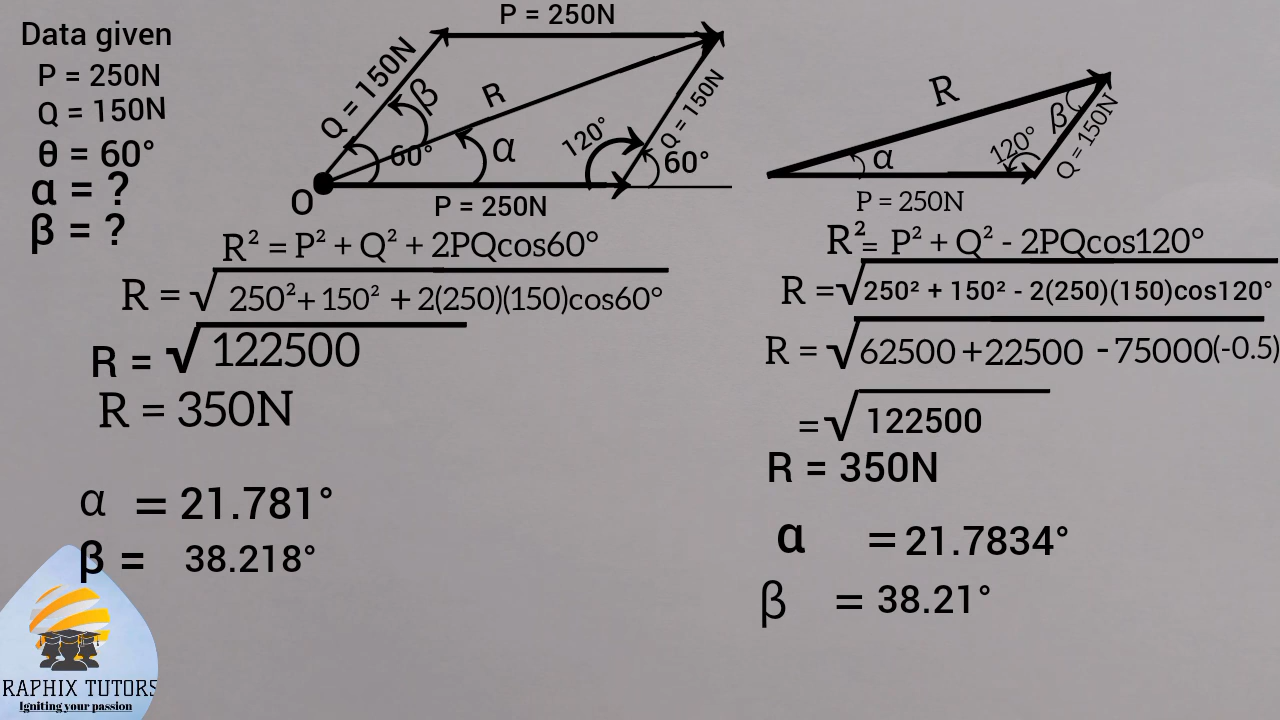 Data given
P = 250N
Q = 150N
θ = 60°
α = ?
β = ?
P = 250N
Q = 150N
β
R
60°
α
120°
Q = 150N
60°
O
P = 250N
R
α
120°
β
Q = 150N
P = 250N
R² = P² + Q² + 2PQcos60°
R = √250² + 150² + 2(250)(150)cos60°
R = √122500
R = 350N
α = 21.781°
β = 38.218°
R² = P² + Q² - 2PQcos120°
R = √250² + 150² - 2(250)(150)cos120°
R = √62500 + 22500 - 75000(-0.5)
= √122500
R = 350N
α = 21.7834°
β = 38.21°
RAPHIX TUTORS
Igniting your passion